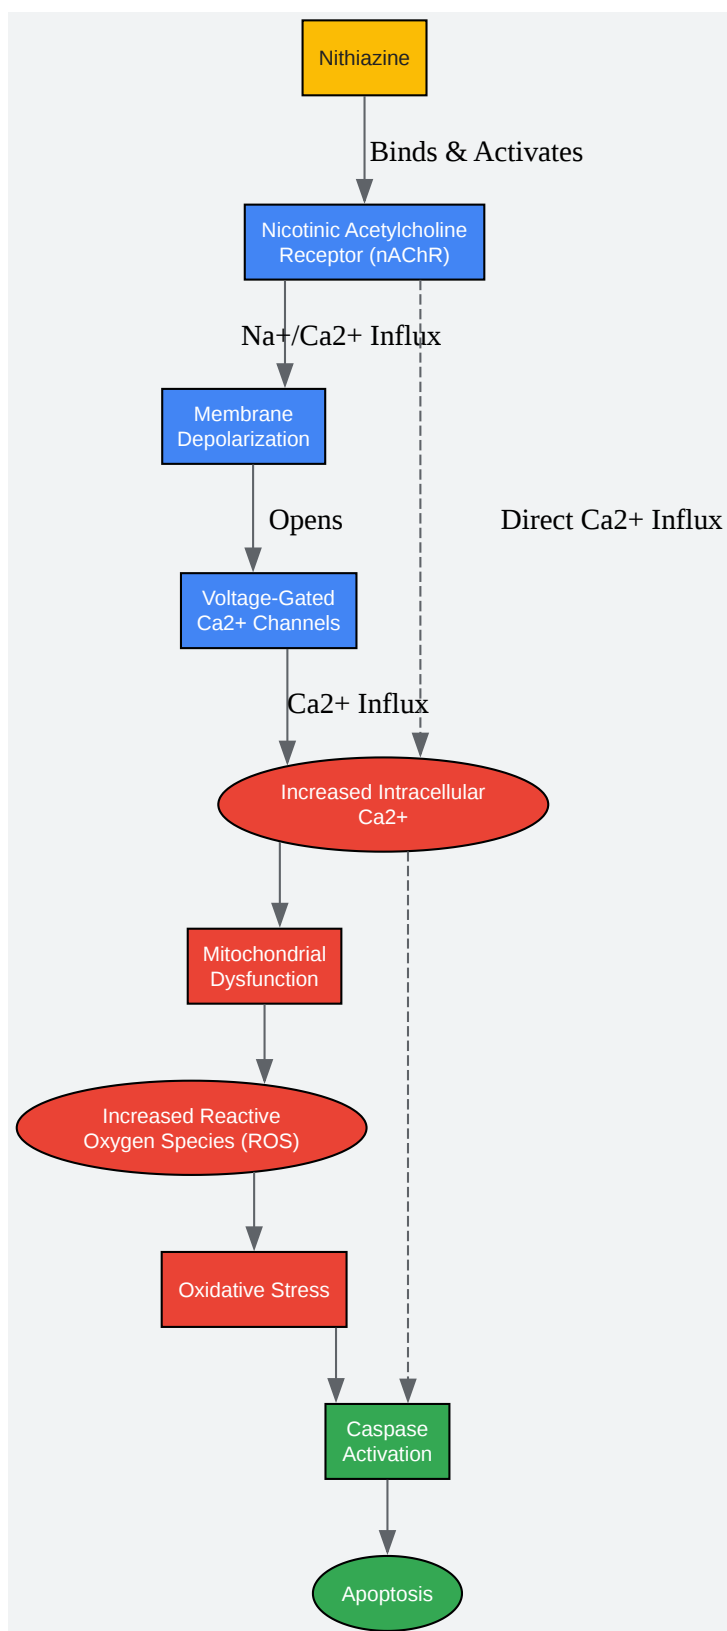 Nithiazine
Binds & Activates
Nicotinic Acetylcholine
Receptor (nAChR)
Na+/Ca2+ Influx
Membrane
Depolarization
Opens
Direct Ca2+ Influx
Voltage-Gated
Ca2+ Channels
Ca2+ Influx
Increased Intracellular
Ca2+
Mitochondrial
Dysfunction
Increased Reactive
Oxygen Species (ROS)
Oxidative Stress
Caspase
Activation
Apoptosis